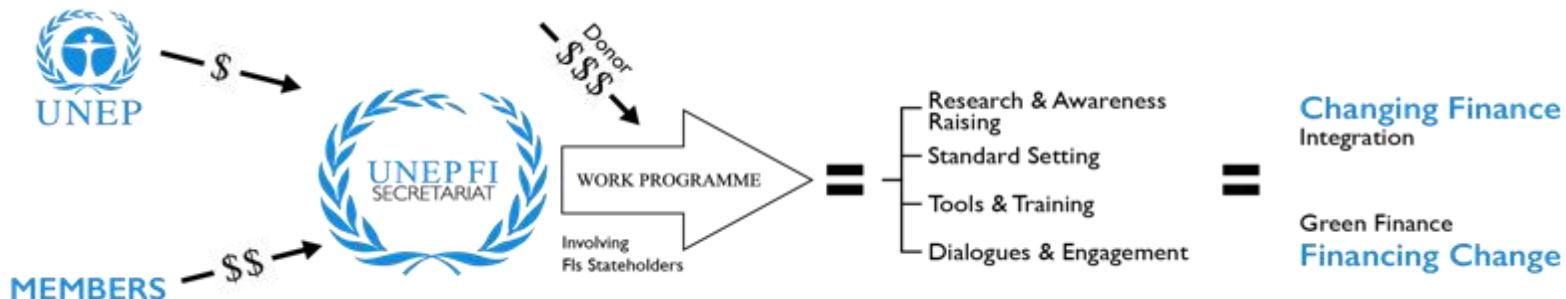 UNEP
$
MEMBERS
$$
UNEP FI
SECRETARIAT
Donor
$$$
WORK PROGRAMME
Involving
FIs Stateholders
=
Research & Awareness
Raising
Standard Setting
Tools & Training
Dialogues & Engagement
=
Changing Finance
Integration
Green Finance
Financing Change